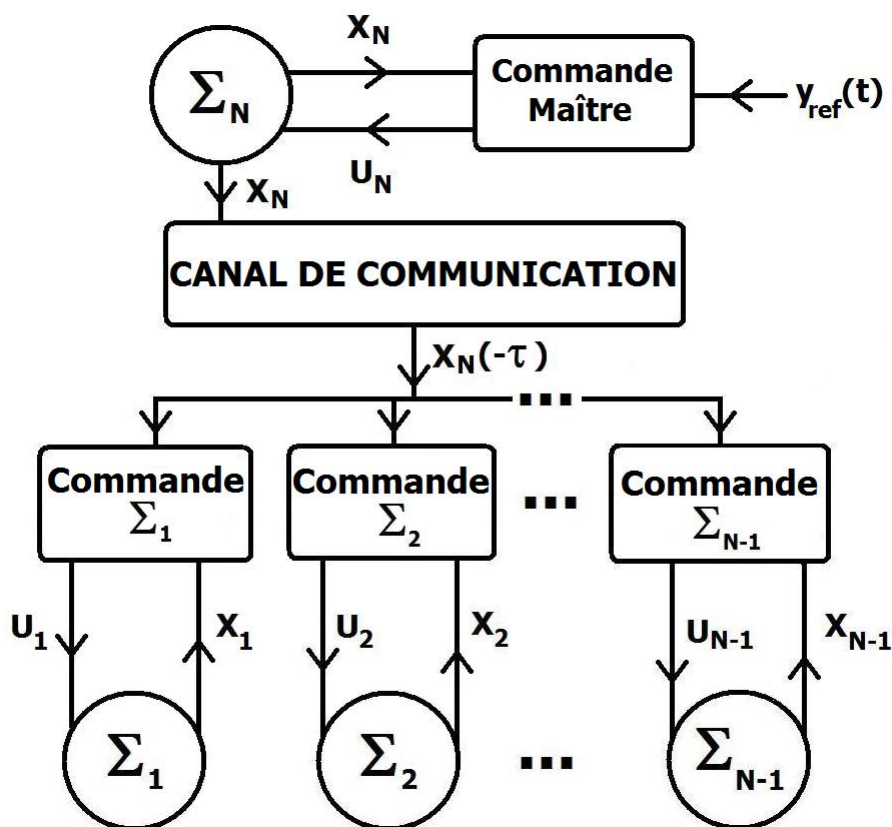 X_N
Σ_N
Commande
Maître
y_ref(t)
U_N
X_N
CANAL DE COMMUNICATION
X_N(-τ)
...
Commande
Σ_1
Commande
Σ_2
...
Commande
Σ_N-1
U_1
X_1
U_2
X_2
U_N-1
X_N-1
Σ_1
Σ_2
...
Σ_N-1